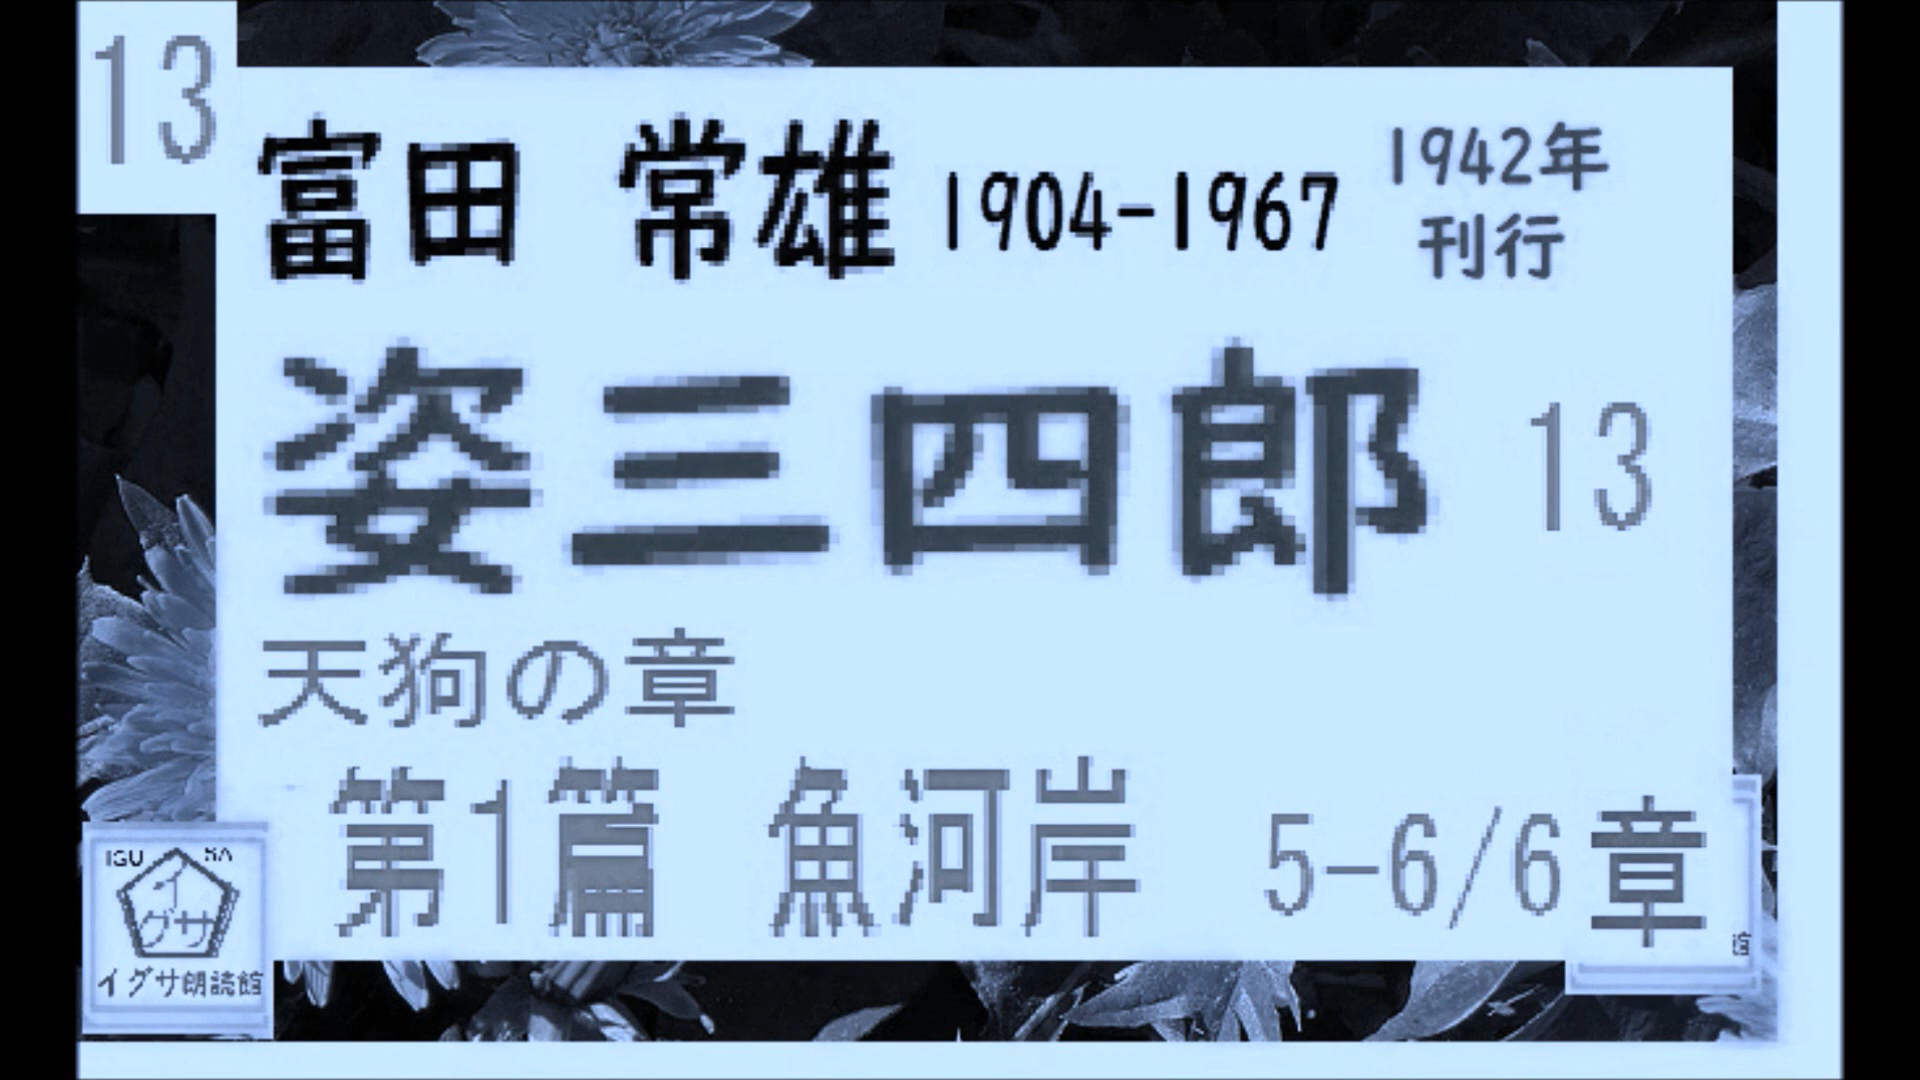 13
富田 常雄 1904-1967 1942年
刊行
姿三四郎 13
天狗の章
第1篇 魚河岸 5-6/6章
IGU SA
イ
グサ
イグサ朗読館
館